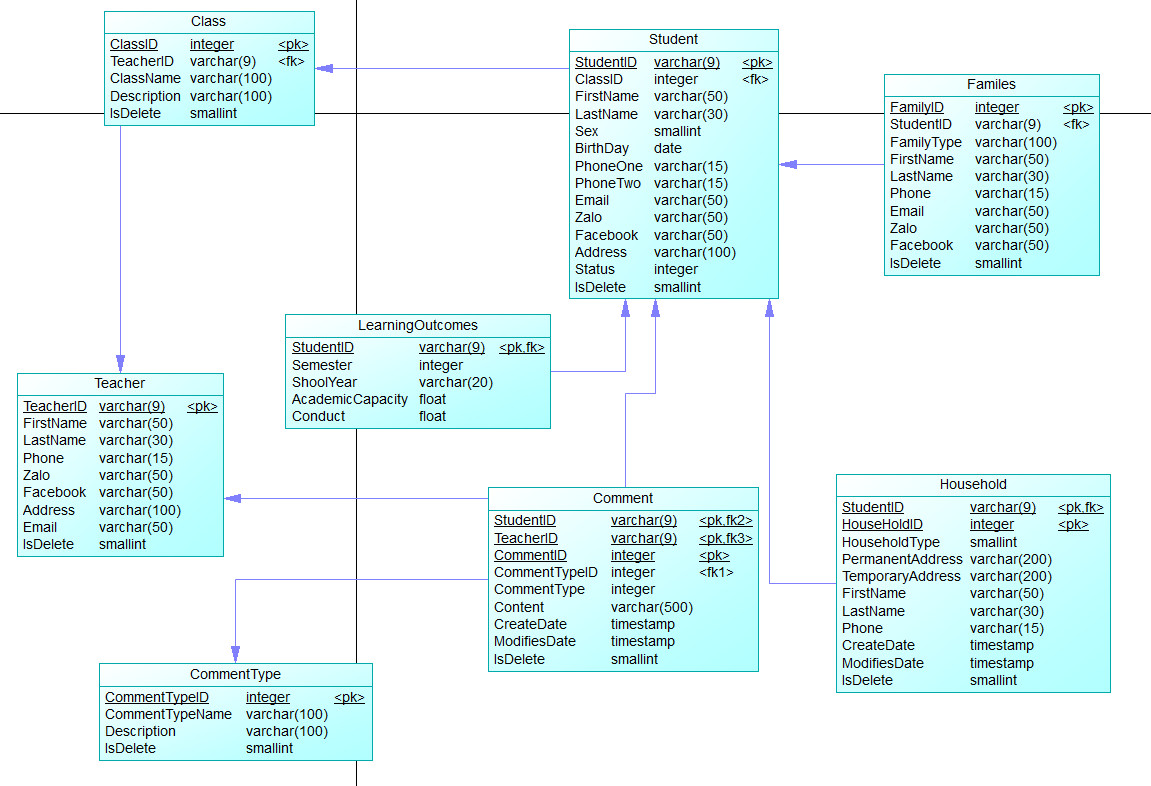 Class
ClassID integer <pk>
TeacherID varchar(9) <fk>
ClassName varchar(100)
Description varchar(100)
IsDelete smallint
Student
StudentID varchar(9) <pk>
ClassID integer <fk>
FirstName varchar(50)
LastName varchar(30)
Sex smallint
BirthDay date
PhoneOne varchar(15)
PhoneTwo varchar(15)
Email varchar(50)
Zalo varchar(50)
Facebook varchar(50)
Address varchar(100)
Status integer
IsDelete smallint
Familes
FamilyID integer <pk>
StudentID varchar(9) <fk>
FamilyType varchar(100)
FirstName varchar(50)
LastName varchar(30)
Phone varchar(15)
Email varchar(50)
Zalo varchar(50)
Facebook varchar(50)
IsDelete smallint
LearningOutcomes
StudentID varchar(9) <pk,fk>
Semester integer
ShoolYear varchar(20)
AcademicCapacity float
Conduct float
Teacher
TeacherID varchar(9) <pk>
FirstName varchar(50)
LastName varchar(30)
Phone varchar(15)
Zalo varchar(50)
Facebook varchar(50)
Address varchar(100)
Email varchar(50)
IsDelete smallint
Comment
StudentID varchar(9) <pk,fk2>
TeacherID varchar(9) <pk,fk3>
CommentID integer <pk>
CommentTypeID integer <fk1>
CommentType integer
Content varchar(500)
CreateDate timestamp
ModifiesDate timestamp
IsDelete smallint
Household
StudentID varchar(9) <pk,fk>
HouseHoldID integer <pk>
HouseholdType smallint
PermanentAddress varchar(200)
TemporaryAddress varchar(200)
FirstName varchar(50)
LastName varchar(30)
Phone varchar(15)
CreateDate timestamp
ModifiesDate timestamp
IsDelete smallint
CommentType
CommentTypeID integer <pk>
CommentTypeName varchar(100)
Description varchar(100)
IsDelete smallint